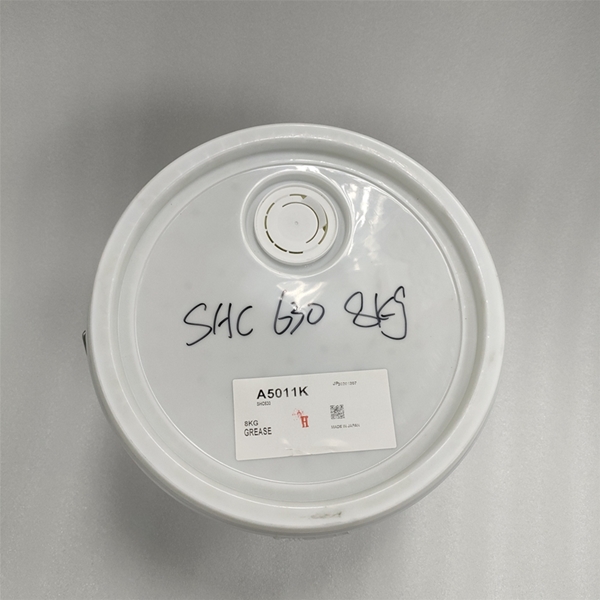 SHC 630 8KG
A5011K
8KG
GREASE
H
MADE IN JAPAN